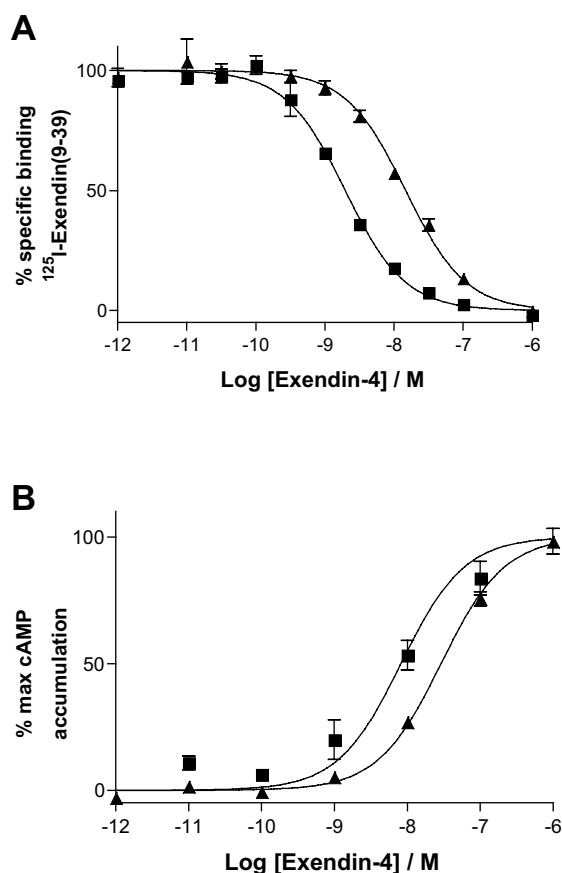 A
% specific binding
¹²⁵I-Exendin(9-39)
100
50
0
-12 -11 -10 -9 -8 -7 -6
Log [Exendin-4] / M
B
% max cAMP
accumulation
100
50
0
-12 -11 -10 -9 -8 -7 -6
Log [Exendin-4] / M